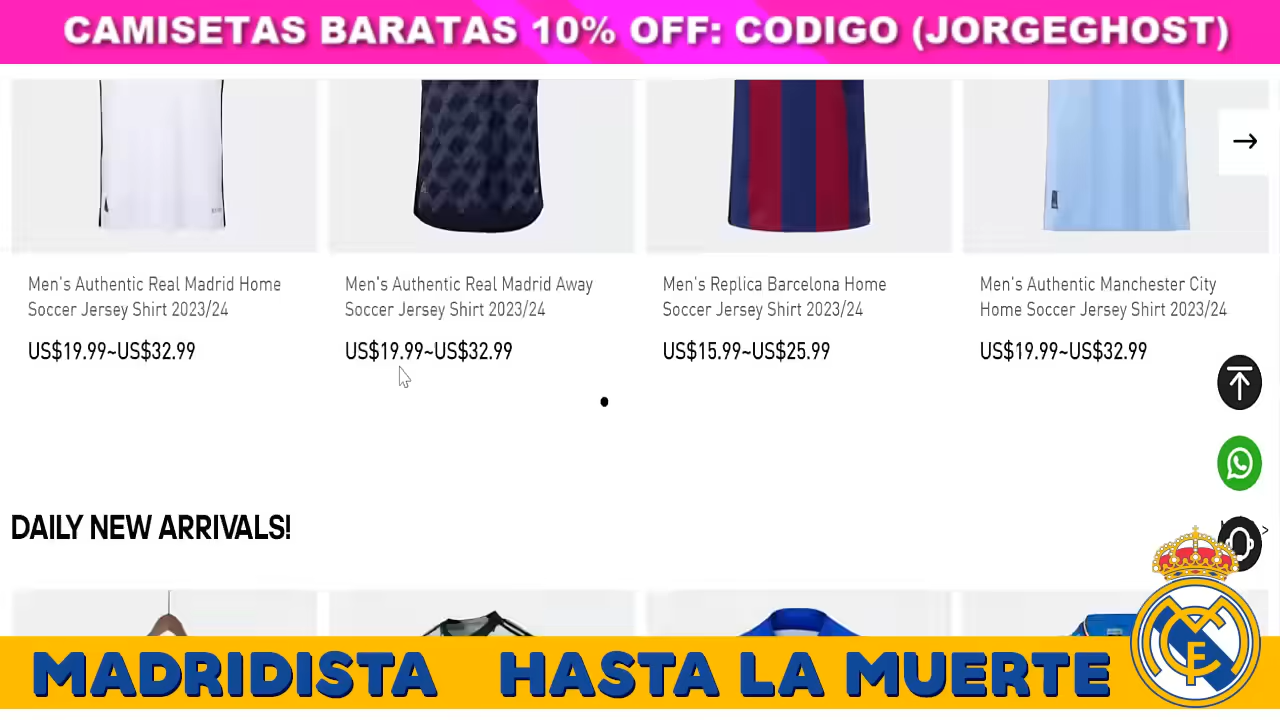 CAMISETAS BARATAS 10% OFF: CODIGO (JORGEGHOST)
Men's Authentic Real Madrid Home
Soccer Jersey Shirt 2023/24
US$19.99~US$32.99
Men's Authentic Real Madrid Away
Soccer Jersey Shirt 2023/24
US$19.99~US$32.99
Men's Replica Barcelona Home
Soccer Jersey Shirt 2023/24
US$15.99~US$25.99
Men's Authentic Manchester City
Home Soccer Jersey Shirt 2023/24
US$19.99~US$32.99
DAILY NEW ARRIVALS!
MADRIDISTA HASTA LA MUERTE